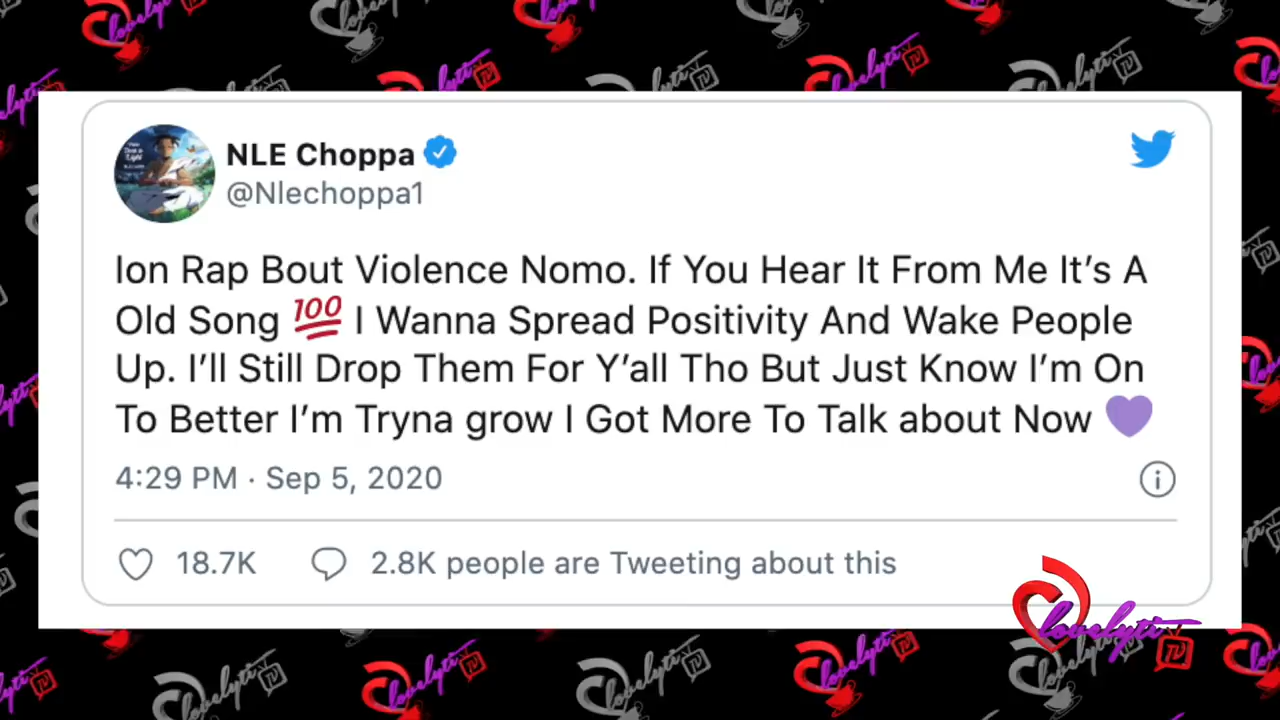 NLE Choppa
@Nlechoppa1
Ion Rap Bout Violence Nomo. If You Hear It From Me It's A
Old Song 💯 I Wanna Spread Positivity And Wake People
Up. I'll Still Drop Them For Y'all Tho But Just Know I'm On
To Better I'm Tryna grow I Got More To Talk about Now 💜
4:29 PM · Sep 5, 2020
18.7K 2.8K people are Tweeting about this
lovelyti TV